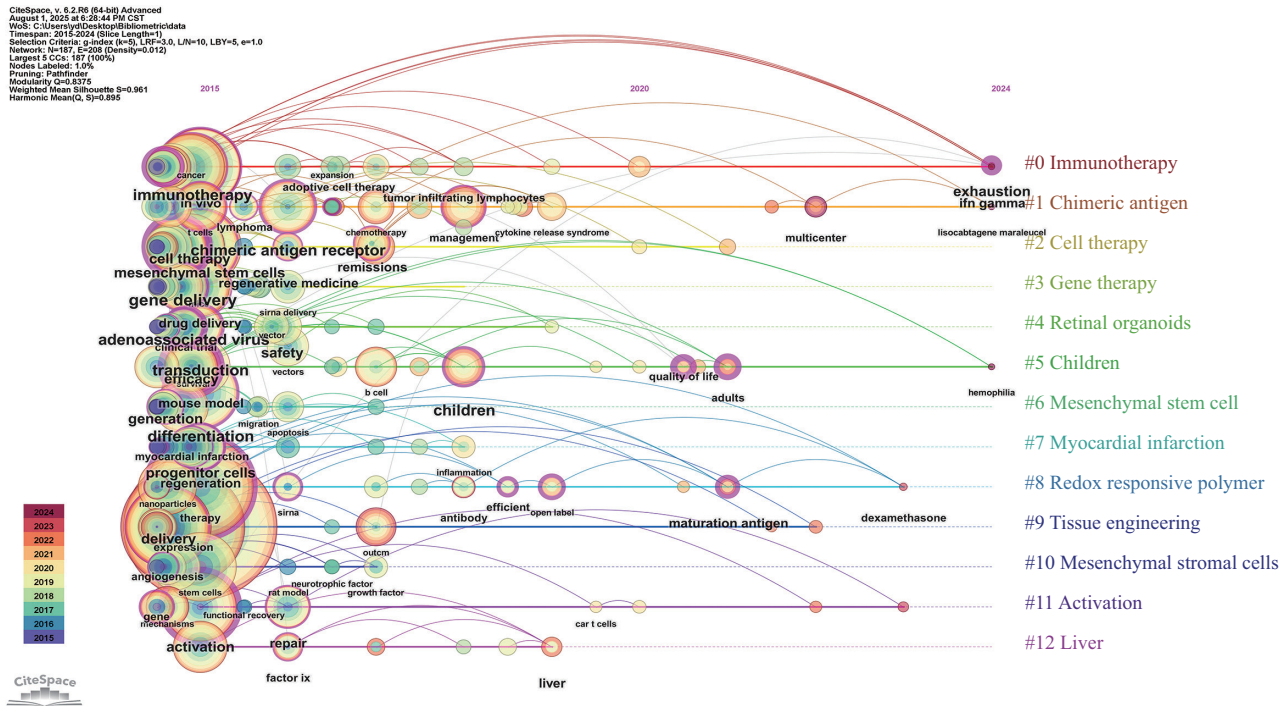 CiteSpace, v. 6.2.R6 (64-bit) Advanced
August 1, 2025 at 6:28:44 PM CST
WoS: C:\Users\yd\Desktop\Bibliometric\data
Timespan: 2015-2024 (Slice Length=1)
Selection Criteria: g-index (k=5), LRF=3.0, L/N=10, LBY=5, e=1.0
Network: N=187, E=208 (Density=0.012)
Largest 5 CCs: 187 (100%)
Nodes Labeled: 1.0%
Pruning: Pathfinder
Modularity Q=0.8375
Weighted Mean Silhouette S=0.961
Harmonic Mean(Q, S)=0.895
2015 2020 2024
#0 Immunotherapy
cancer expansion
adoptive cell therapy
immunotherapy tumor infiltrating lymphocytes exhaustion
in vivo ifn gamma #1 Chimeric antigen
lymphoma
t cells chemotherapy management cytokine release syndrome multicenter lisocabtagene maraleucel
#2 Cell therapy
chimeric antigen receptor
cell therapy remissions
mesenchymal stem cells
regenerative medicine #3 Gene therapy
gene delivery
sirna delivery
drug delivery #4 Retinal organoids
vector
adenoassociated virus
clinical trial safety
#5 Children
transduction vectors
efficacy quality of life
survival
b cell adults hemophilia
mouse model #6 Mesenchymal stem cell
generation migration children
apoptosis
differentiation #7 Myocardial infarction
myocardial infarction
progenitor cells inflammation
regeneration #8 Redox responsive polymer
nanoparticles efficient
sirna open label
therapy antibody maturation antigen dexamethasone
#9 Tissue engineering
delivery
expression outcm
#10 Mesenchymal stromal cells
angiogenesis
neurotrophic factor
stem cells rat model growth factor
#11 Activation
gene functional recovery
mechanisms car t cells
activation repair #12 Liver
factor ix liver
2024
2023
2022
2021
2020
2019
2018
2017
2016
2015
CiteSpace